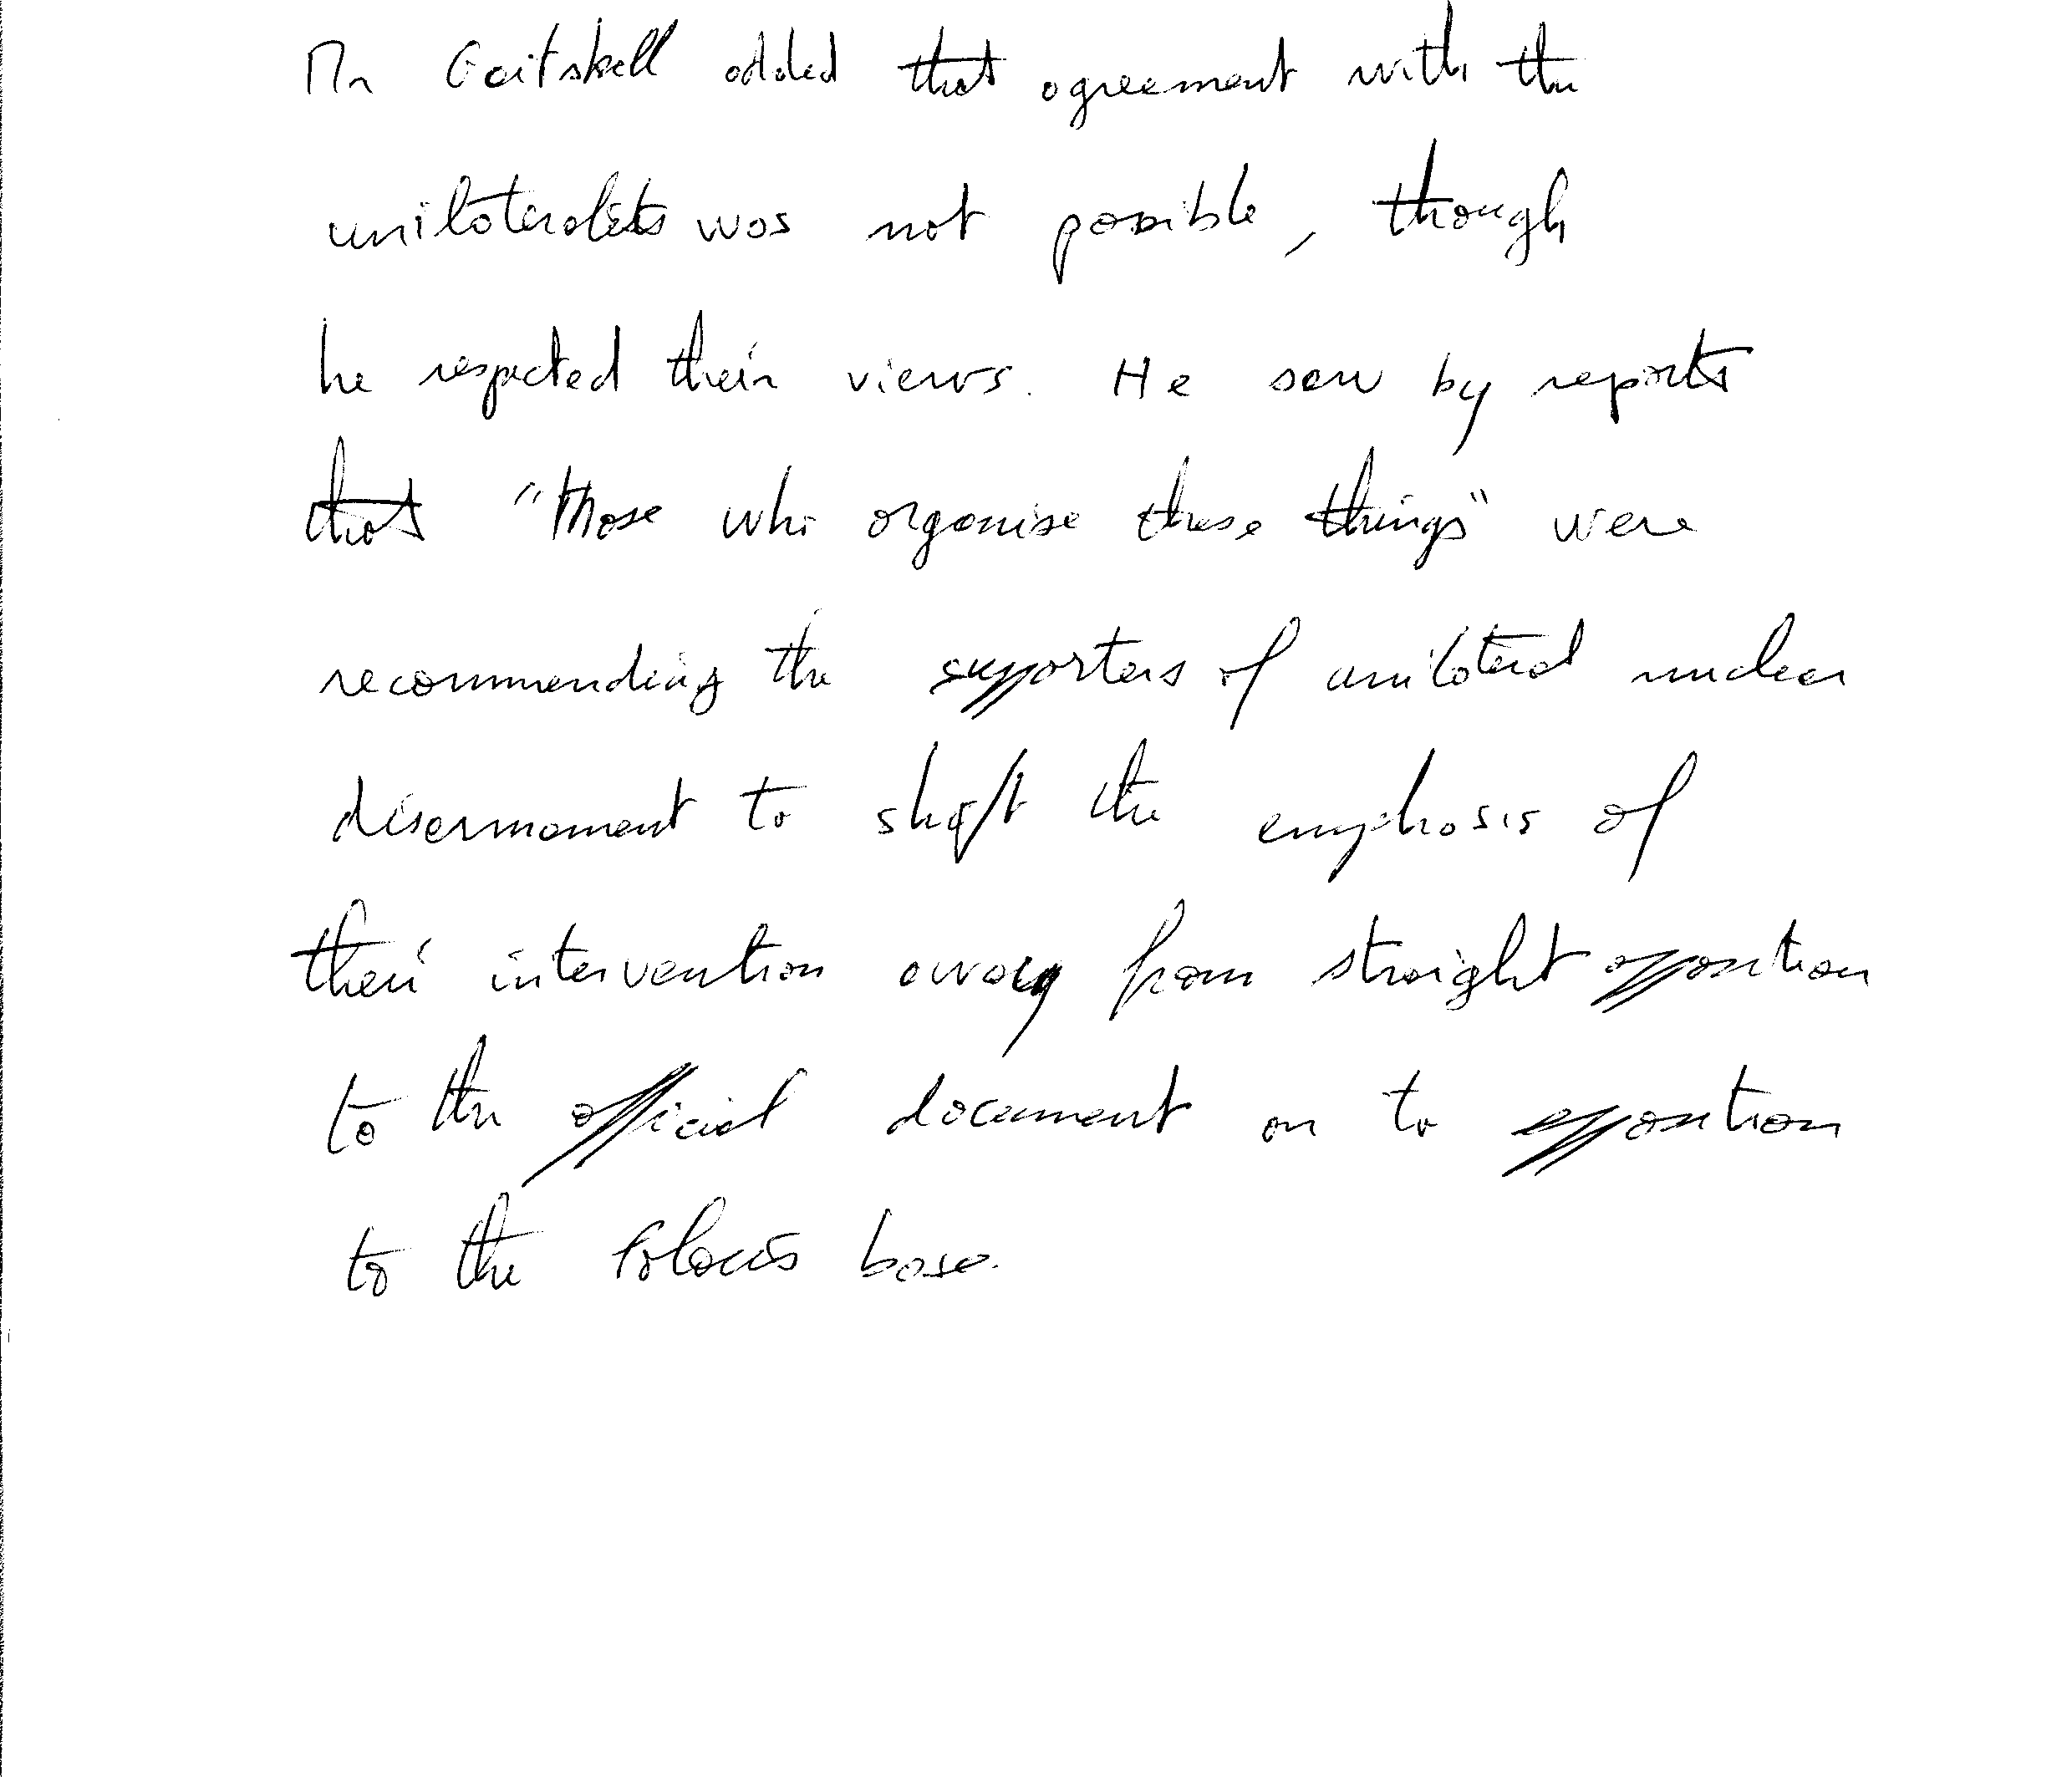 Mr Gaitskell added that agreement with the
unilateralists was not possible, though
he respected their views. He saw by reports
that "those who organise these things" were
recommending the supporters of unilateral nuclear
disarmament to shift the emphasis of
their intervention away from straight opposition
to the official document on to opposition
to the Polaris base.